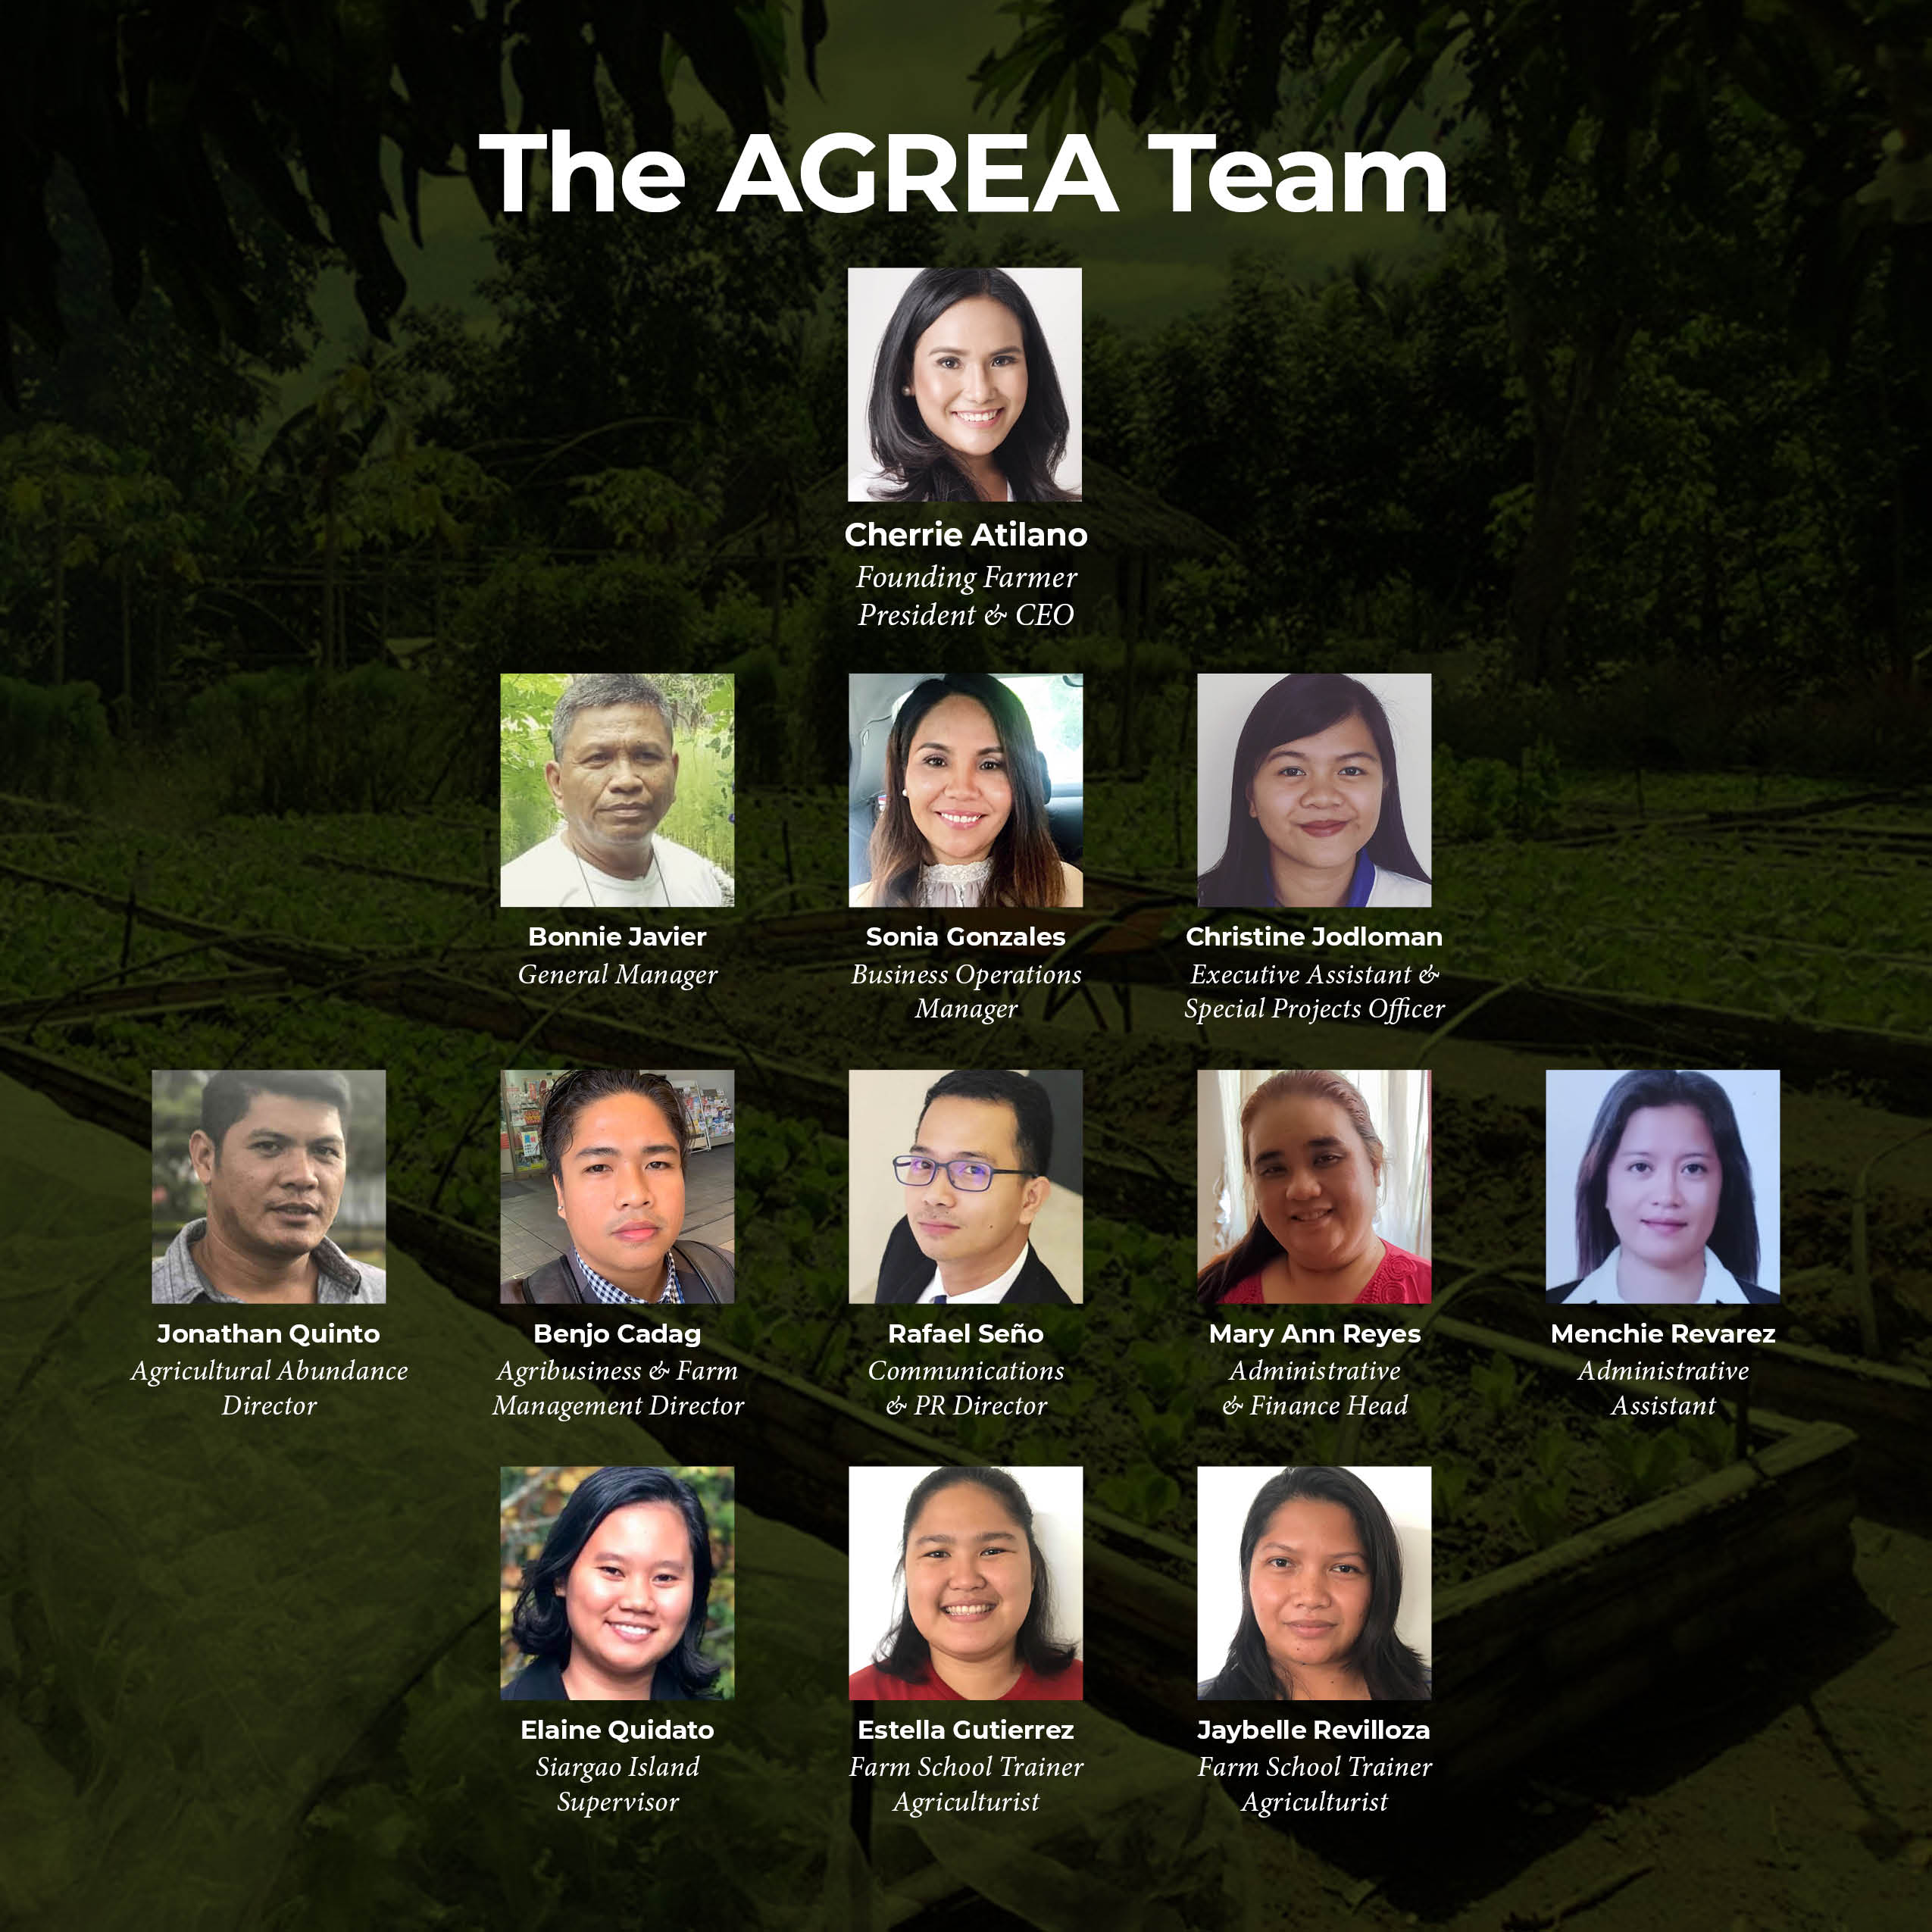 The AGREA Team
Cherrie Atilano
Founding Farmer
President & CEO
Bonnie Javier
General Manager
Sonia Gonzales
Business Operations
Manager
Christine Jodloman
Executive Assistant &
Special Projects Officer
Jonathan Quinto
Agricultural Abundance
Director
Benjo Cadag
Agribusiness & Farm
Management Director
Rafael Seño
Communications
& PR Director
Mary Ann Reyes
Administrative
& Finance Head
Menchie Revarez
Administrative
Assistant
Elaine Quidato
Siargao Island
Supervisor
Estella Gutierrez
Farm School Trainer
Agriculturist
Jaybelle Revilloza
Farm School Trainer
Agriculturist